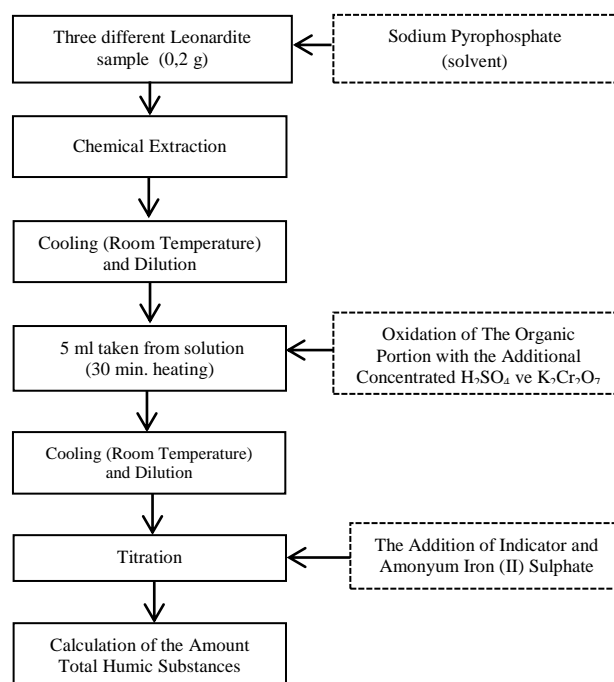 Three different Leonardite
sample (0,2 g)
Sodium Pyrophosphate
(solvent)
Chemical Extraction
Cooling (Room Temperature)
and Dilution
5 ml taken from solution
(30 min. heating)
Oxidation of The Organic
Portion with the Additional
Concentrated H₂SO₄ ve K₂Cr₂O₇
Cooling (Room Temperature)
and Dilution
Titration
The Addition of Indicator and
Amonyum Iron (II) Sulphate
Calculation of the Amount
Total Humic Substances